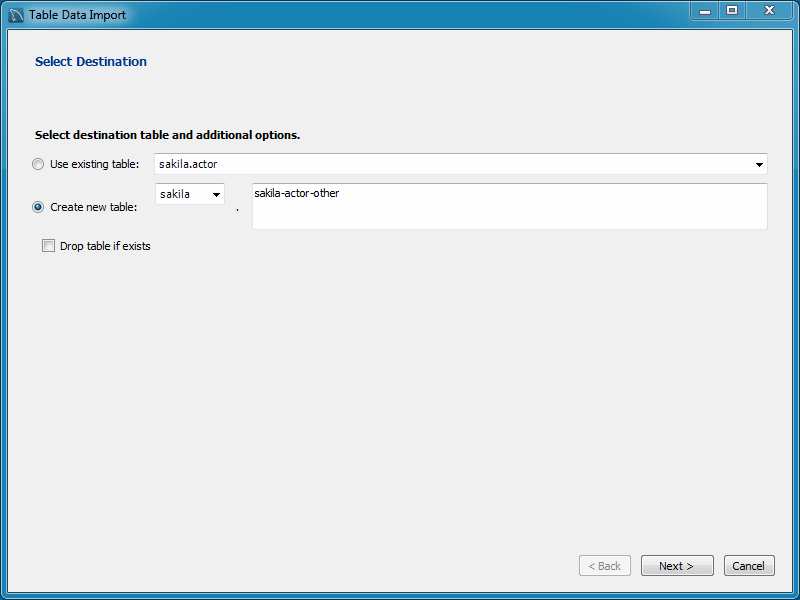 Table Data Import
Select Destination
Select destination table and additional options.
Use existing table: sakila.actor
Create new table: sakila . sakila-actor-other
Drop table if exists
< Back Next > Cancel